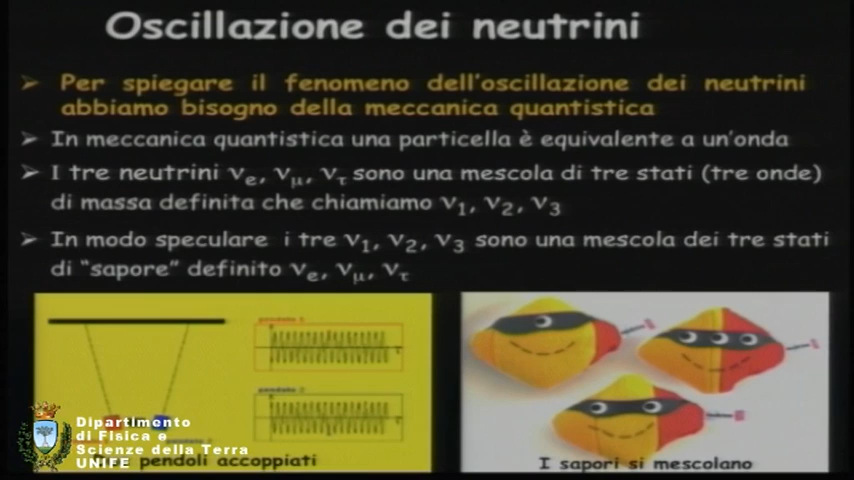 Oscillazione dei neutrini
➢ Per spiegare il fenomeno dell'oscillazione dei neutrini
abbiamo bisogno della meccanica quantistica
➢ In meccanica quantistica una particella è equivalente a un'onda
➢ I tre neutrini νe, νμ, ντ sono una mescola di tre stati (tre onde)
di massa definita che chiamiamo ν1, ν2, ν3
➢ In modo speculare i tre ν1, ν2, ν3 sono una mescola dei tre stati
di "sapore" definito νe, νμ, ντ
pendolo 1
pendolo 2
pendoli accoppiati
I sapori si mescolano
Dipartimento
di Fisica e
Scienze della Terra
UNIFE